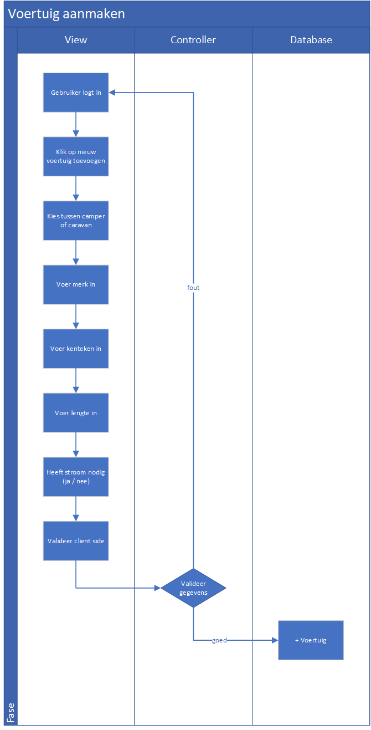 Voertuig aanmaken
View
Controller
Database
Gebruiker logt in
Klik op nieuw
voertuig toevoegen
Kies tussen camper
of caravan
Voer merk in
fout
Voer kenteken in
Voer lengte in
Heeft stroom nodig
(ja / nee)
Valideer client side
Valideer
gegevens
goed
+ Voertuig
Fase